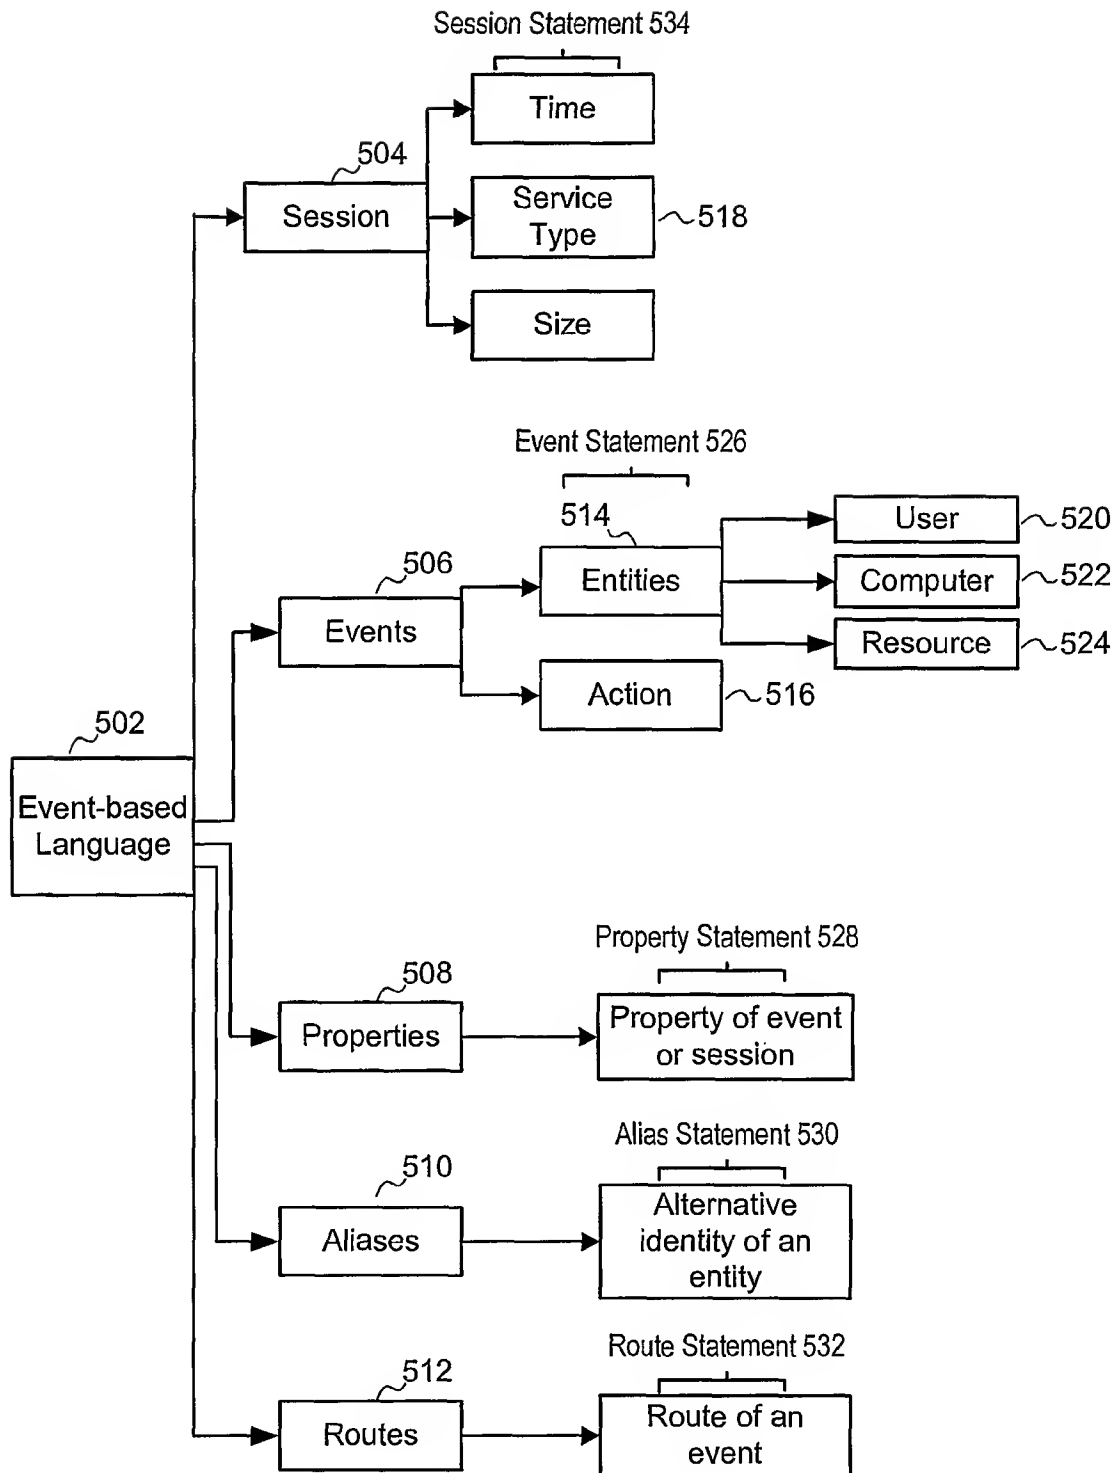 Session Statement 534
Time
504
Session
Service
Type
518
Size
Event Statement 526
514
User
520
506
Entities
Computer
522
Events
Resource
524
Action
516
502
Event-based
Language
Property Statement 528
508
Properties
Property of event
or session
Alias Statement 530
510
Aliases
Alternative
identity of an
entity
Route Statement 532
512
Routes
Route of an
event